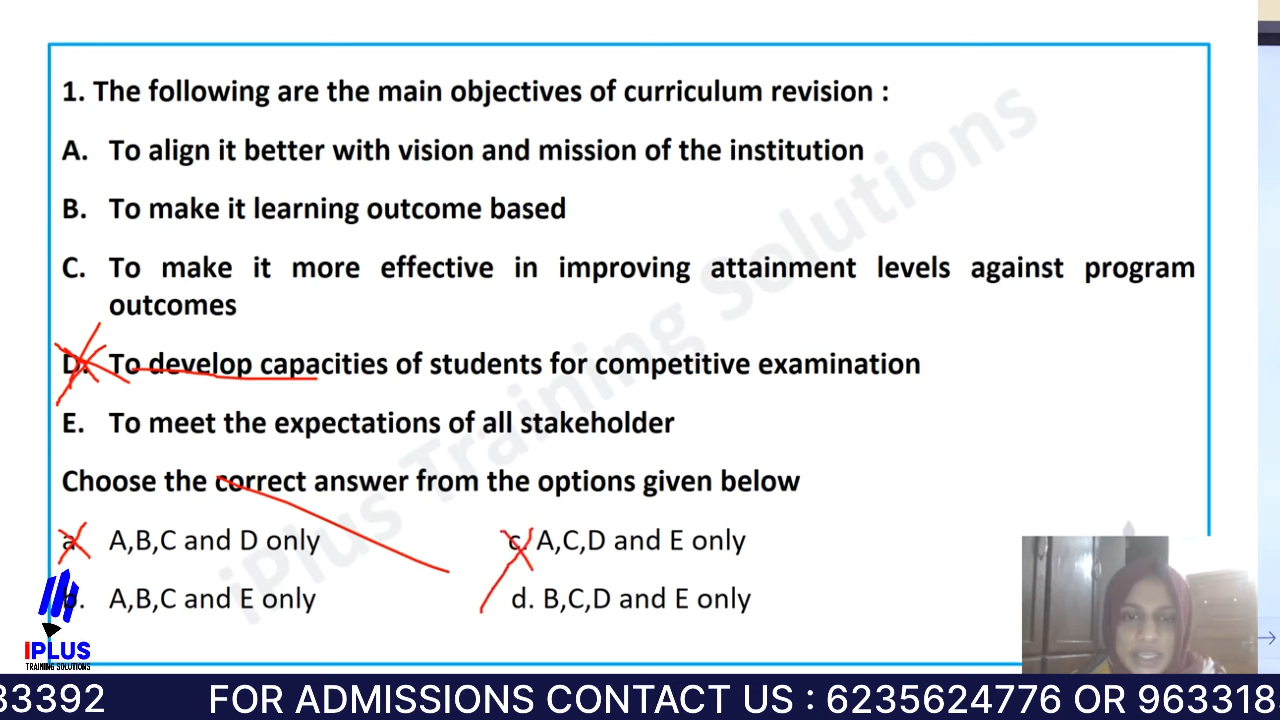 1. The following are the main objectives of curriculum revision :
A. To align it better with vision and mission of the institution
B. To make it learning outcome based
C. To make it more effective in improving attainment levels against program
outcomes
D. To develop capacities of students for competitive examination
E. To meet the expectations of all stakeholder
Choose the correct answer from the options given below
a. A,B,C and D only
c. A,C,D and E only
b. A,B,C and E only
d. B,C,D and E only
iPlus Training Solutions
IPLUS
TRAINING SOLUTIONS
33392 FOR ADMISSIONS CONTACT US : 6235624776 OR 963318